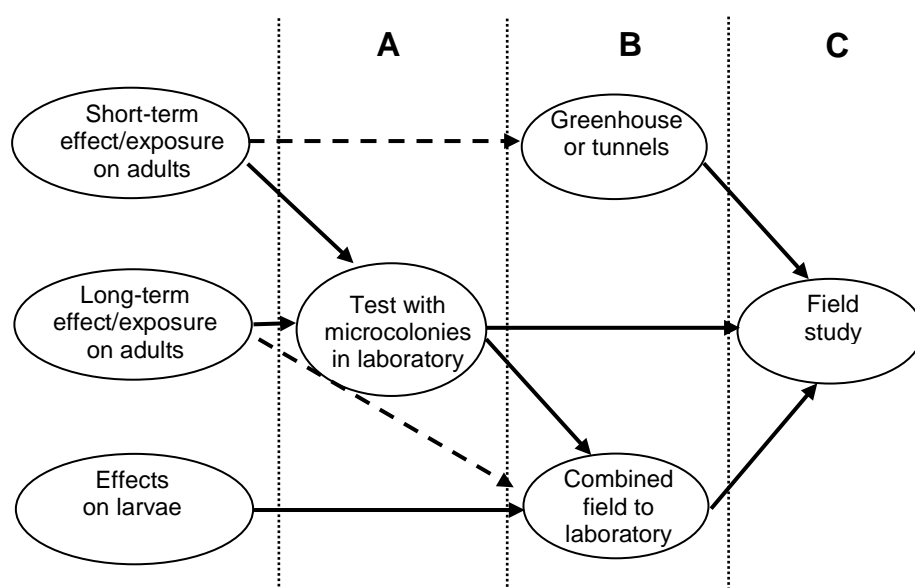 A
B
C
Short-term
effect/exposure
on adults
Greenhouse
or tunnels
Long-term
effect/exposure
on adults
Test with
microcolonies
in laboratory
Field
study
Effects
on larvae
Combined
field to
laboratory